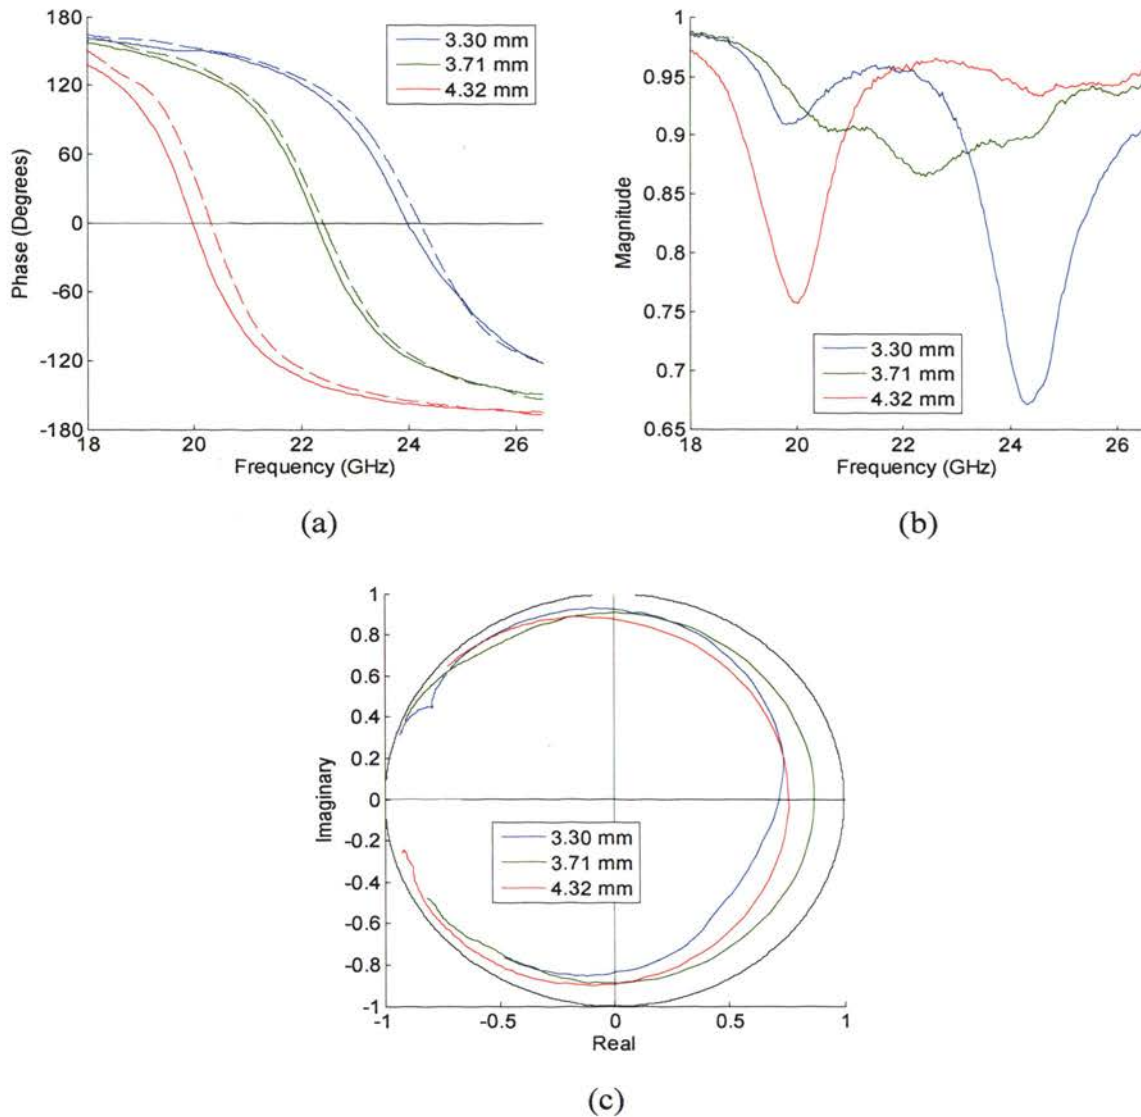 180
120
60
0
-60
-120
-180
Phase (Degrees)
3.30 mm
3.71 mm
4.32 mm
18 20 22 24 26
Frequency (GHz)
(a)
1
0.95
0.9
0.85
0.8
0.75
0.7
0.65
Magnitude
3.30 mm
3.71 mm
4.32 mm
18 20 22 24 26
Frequency (GHz)
(b)
1
0.8
0.6
0.4
0.2
0
-0.2
-0.4
-0.6
-0.8
-1
Imaginary
3.30 mm
3.71 mm
4.32 mm
-1 -0.5 0 0.5 1
Real
(c)